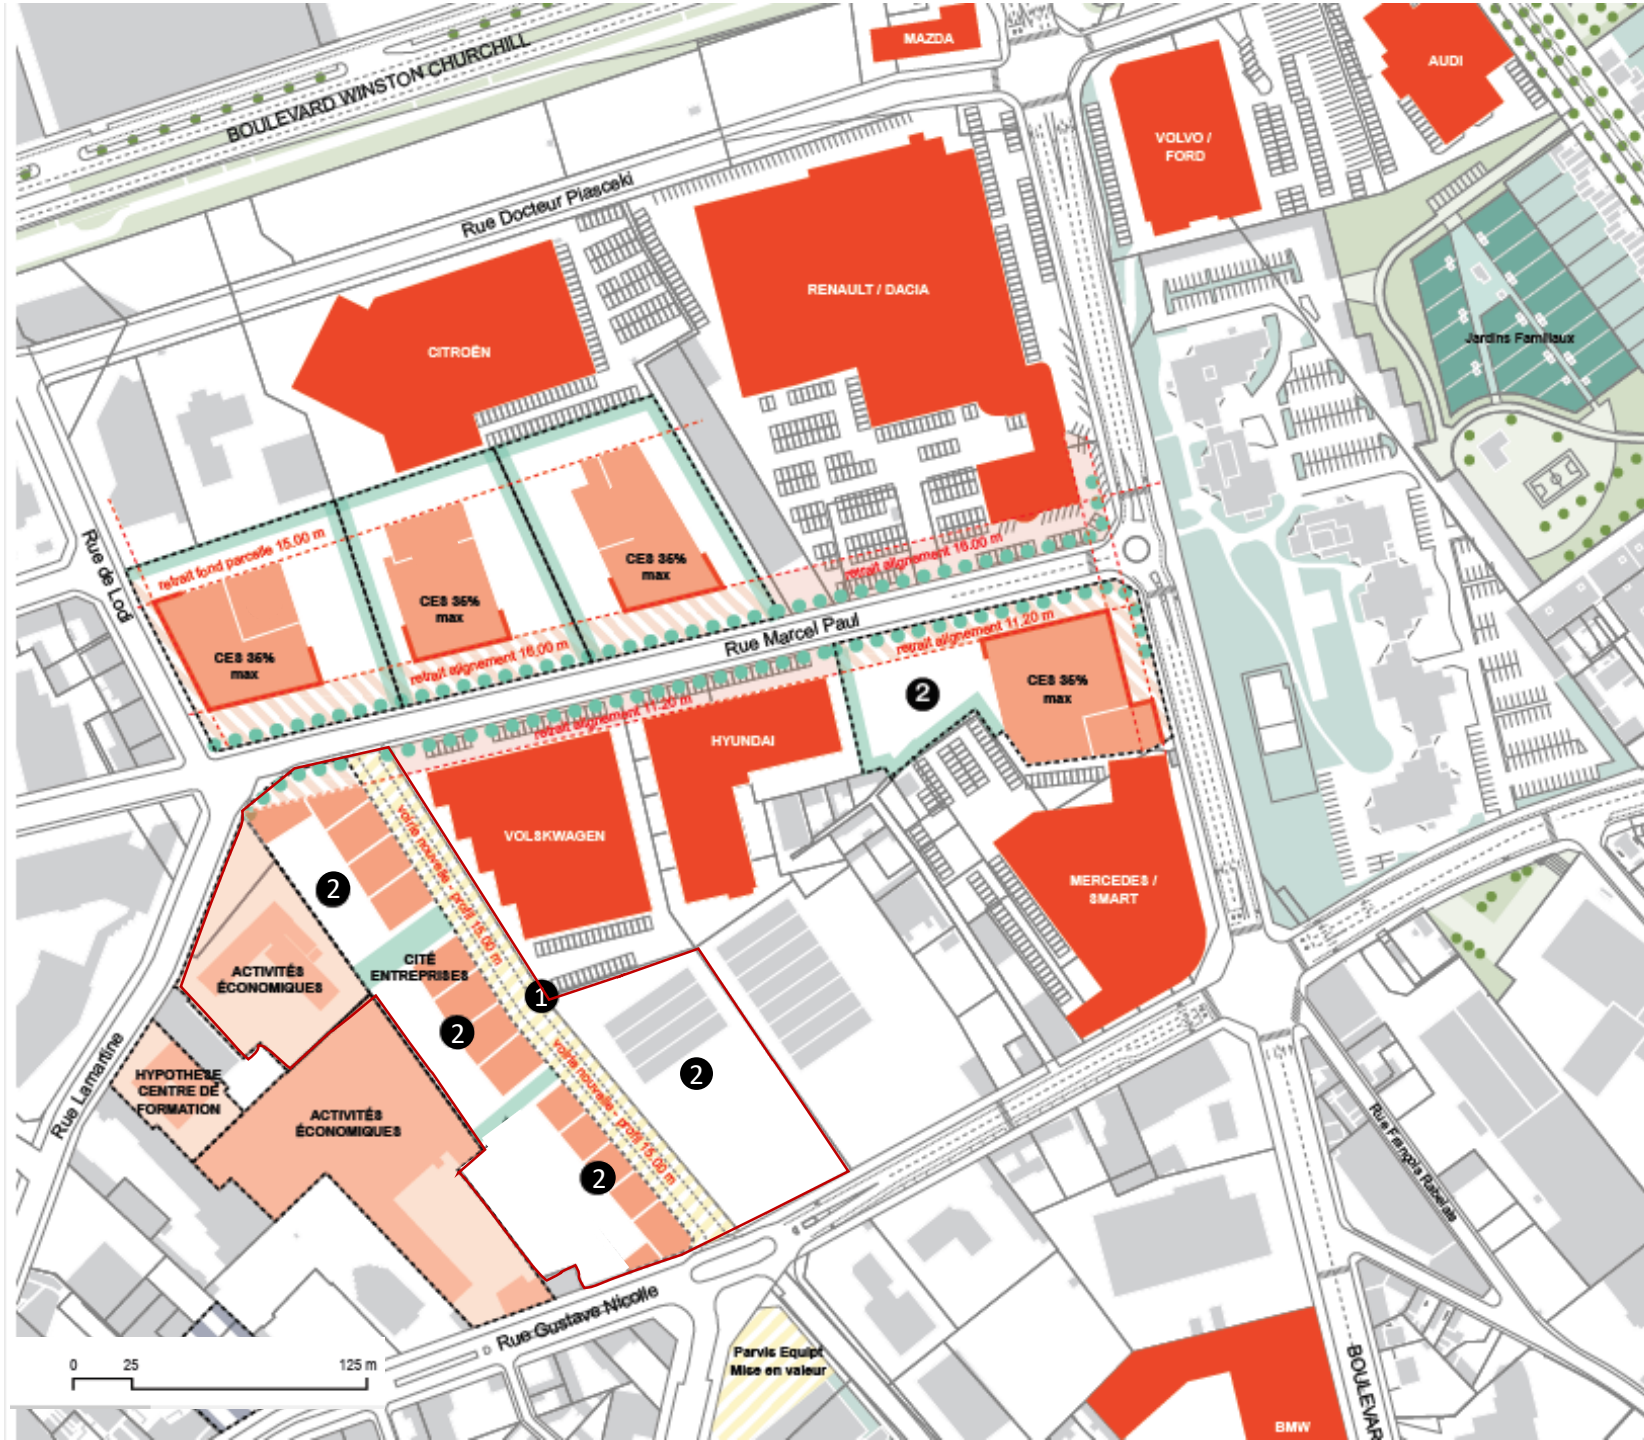 MAZDA
AUDI
BOULEVARD WINSTON CHURCHILL
VOLVO /
FORD
Rue Docteur Piasceki
RENAULT / DACIA
CITROËN
Jardins Familiaux
retrait fond parcelle 15,00 m
retrait alignement 16.00 m
Rue de Lodi
CES 35%
max
CES 35%
max
CES 35%
max
retrait alignement 16,00 m
Rue Marcel Paul
retrait alignement 11,20 m
CES 35%
max
2
retrait alignement 11,20 m
HYUNDAI
VOLSKWAGEN
voirie nouvelle - profil 15,00 m
MERCEDES /
SMART
2
CITÉ
ENTREPRISES
ACTIVITÉS
ÉCONOMIQUES
1
2
2
voirie nouvelle - profil 15,00 m
HYPOTHESE
CENTRE DE
FORMATION
ACTIVITÉS
ÉCONOMIQUES
Rue Lamartine
2
Rue François Rabelais
Rue Gustave Nicolle
Parvis Equipt
Mise en valeur
0 25 125 m
BOULEVAR
BMW